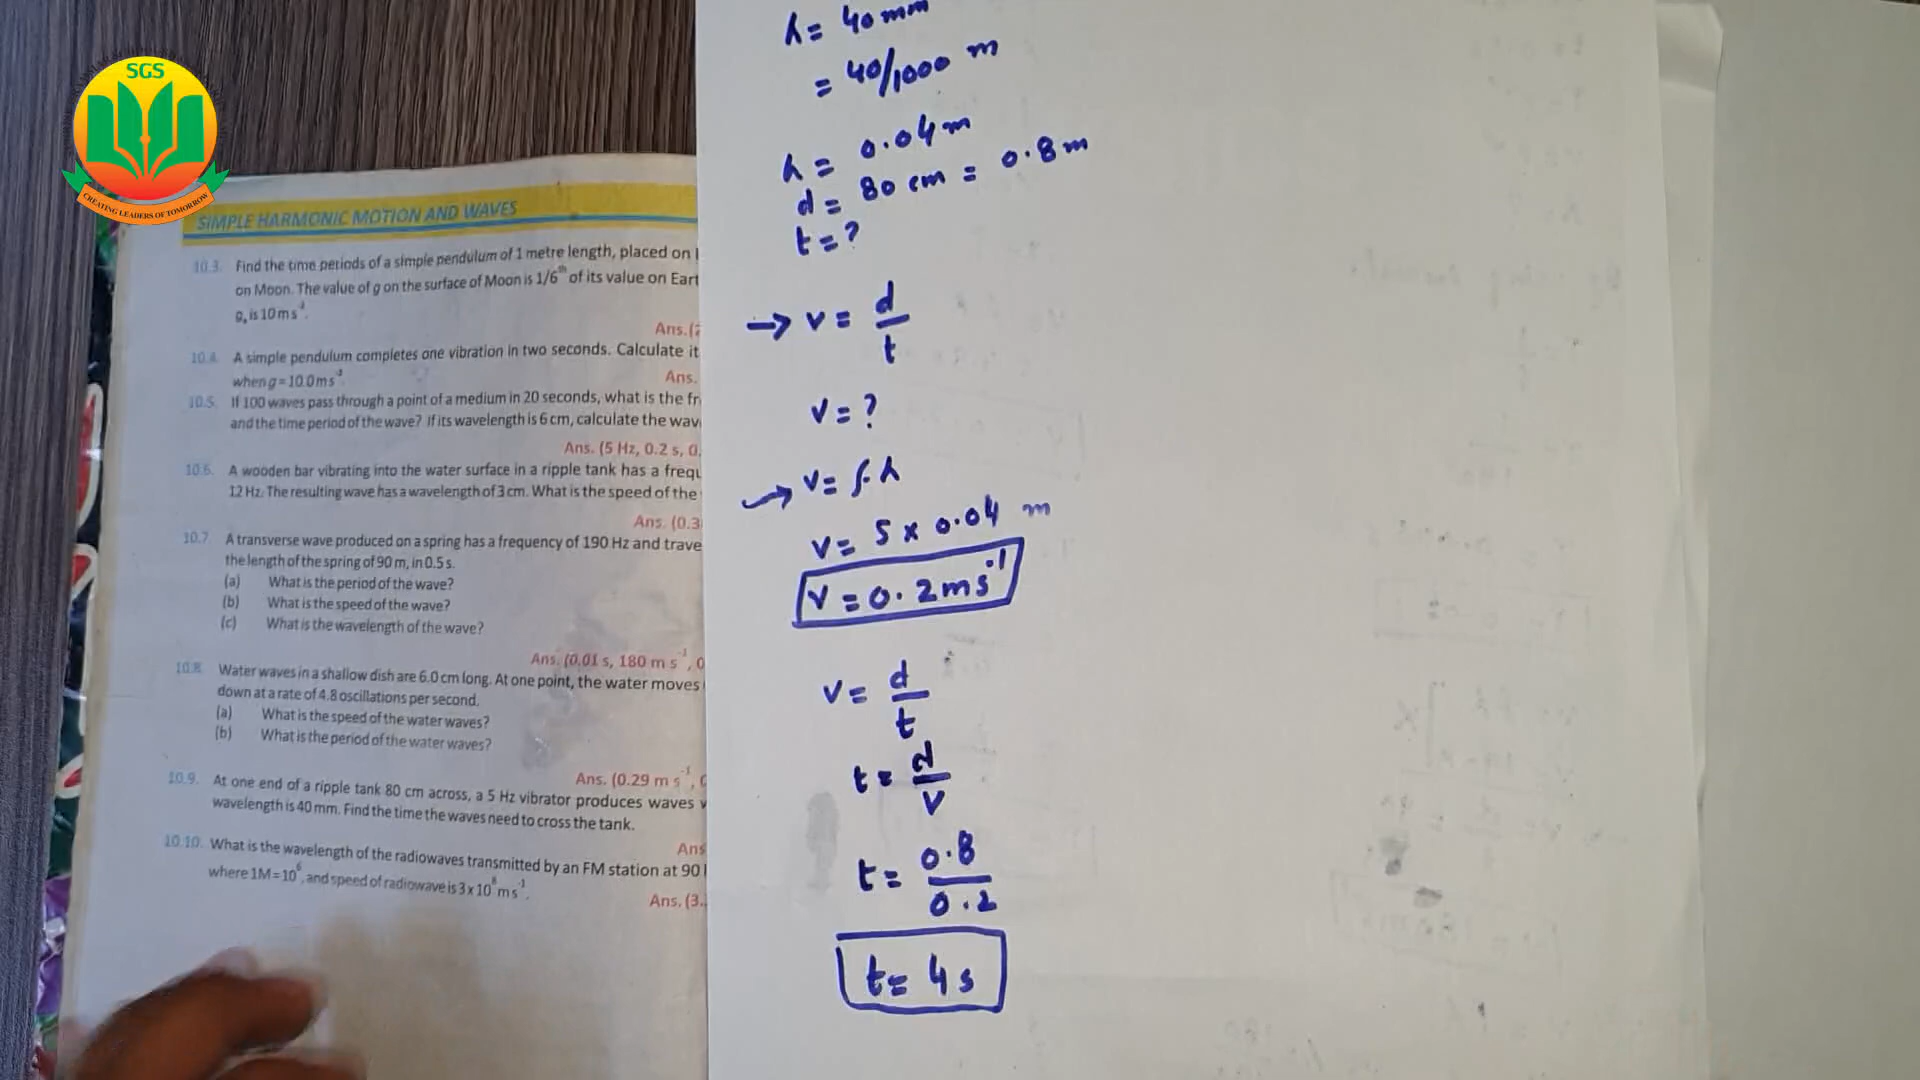 SGS
CREATING LEADERS OF TOMORROW
SIMPLE HARMONIC MOTION AND WAVES
10.3. Find the time periods of a simple pendulum of 1 metre length, placed on
on Moon. The value of g on the surface of Moon is 1/6th of its value on Eart
is 10 m s
Ans.(2
10.4. A simple pendulum completes one vibration in two seconds. Calculate it
when g = 10.0 m s
Ans.
10.5. If 100 waves pass through a point of a medium in 20 seconds, what is the fr
and the time period of the wave? If its wavelength is 6 cm, calculate the wav
Ans. (5 Hz, 0.2 s, 0.
10.6. A wooden bar vibrating into the water surface in a ripple tank has a frequ
12 Hz. The resulting wave has a wavelength of 3 cm. What is the speed of the
Ans. (0.3
10.7. A transverse wave produced on a spring has a frequency of 190 Hz and trave
the length of the spring of 90 m, in 0.5 s.
(a) What is the period of the wave?
(b) What is the speed of the wave?
(c) What is the wavelength of the wave?
Ans. (0.01 s, 180 m s⁻¹, 0
10.8. Water waves in a shallow dish are 6.0 cm long. At one point, the water moves
down at a rate of 4.8 oscillations per second.
(a) What is the speed of the water waves?
(b) What is the period of the water waves?
Ans. (0.29 m s⁻¹, 0
10.9. At one end of a ripple tank 80 cm across, a 5 Hz vibrator produces waves w
wavelength is 40 mm. Find the time the waves need to cross the tank.
Ans
10.10. What is the wavelength of the radiowaves transmitted by an FM station at 90
where 1M = 10⁶, and speed of radiowave is 3 x 10⁸ m s⁻¹.
Ans. (3.
λ = 40 mm
= 40/1000 m
λ = 0.04 m
d = 80 cm = 0.8 m
t = ?
→ v = d/t
v = ?
→ v = f. λ
v = 5 x 0.04 m
v = 0.2 ms⁻¹
v = d/t
t = d/v
t = 0.8/0.2
t = 4 s